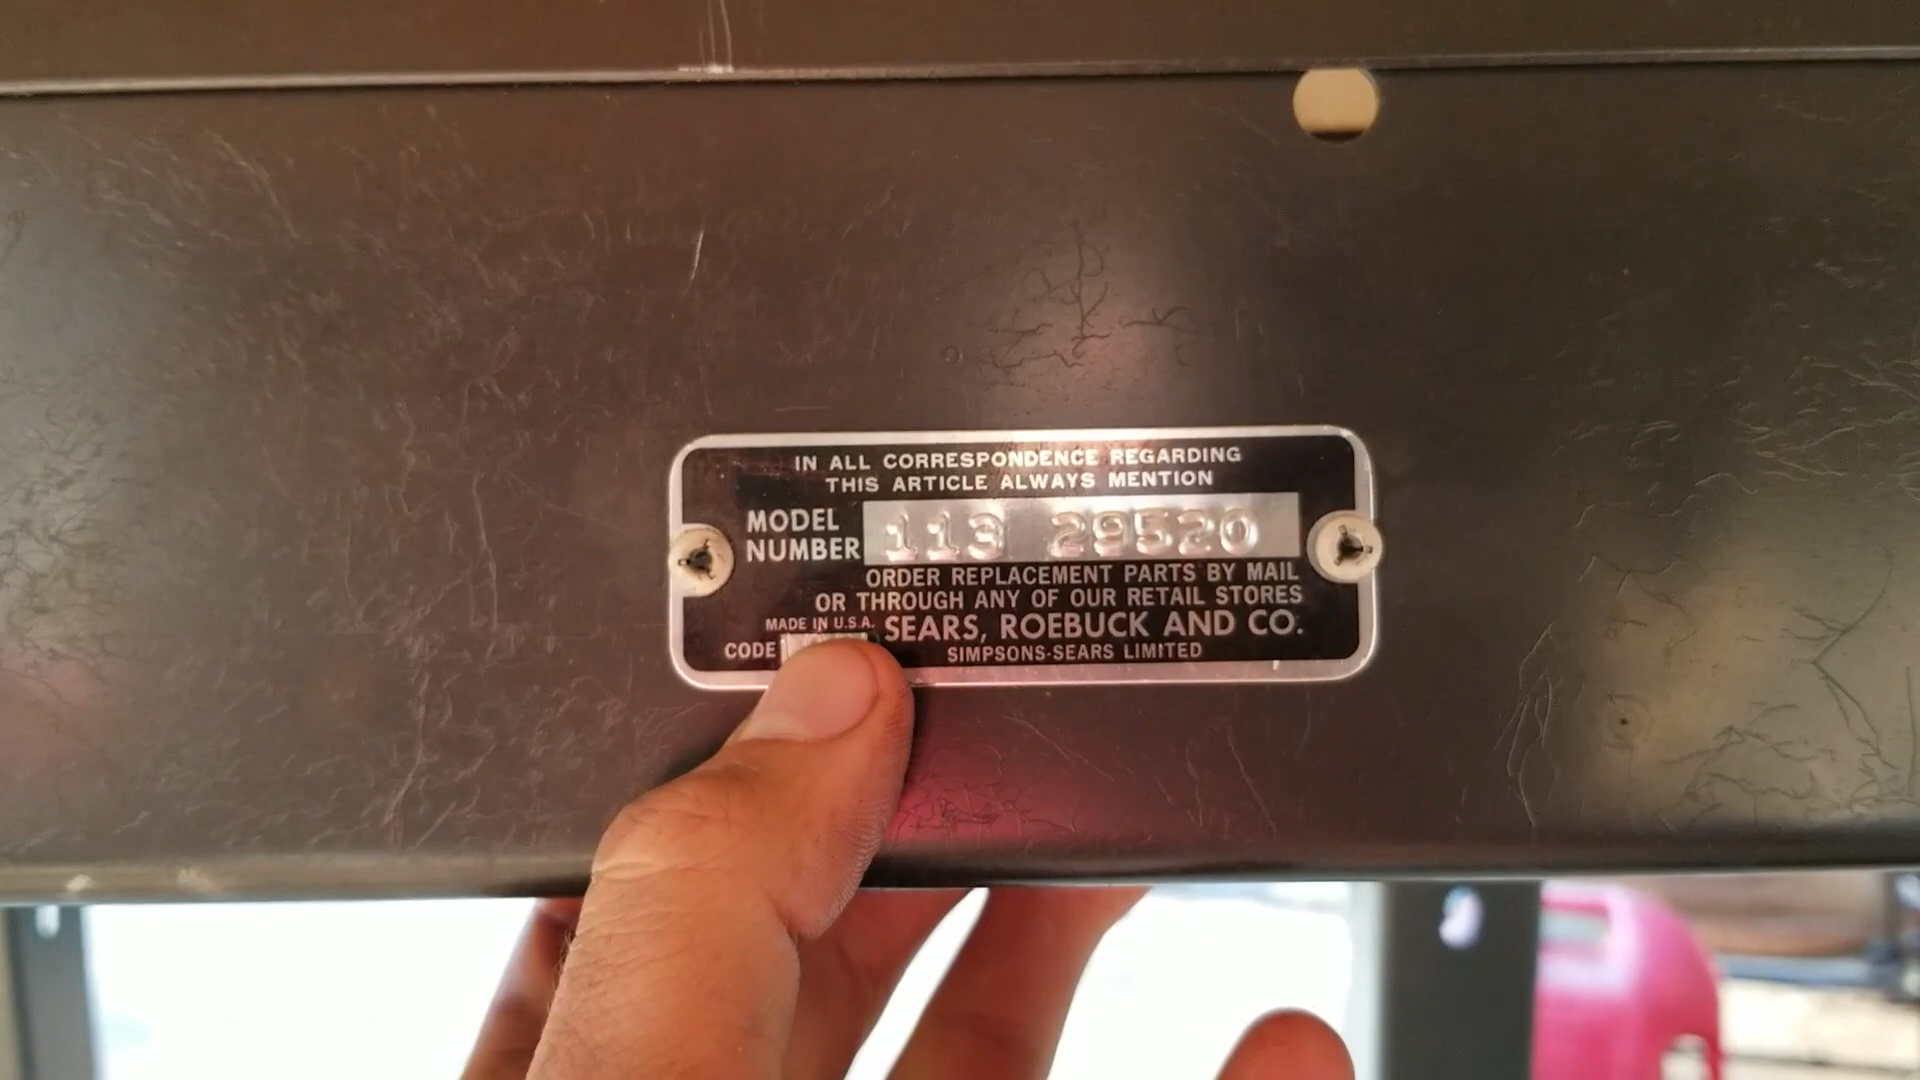 IN ALL CORRESPONDENCE REGARDING
THIS ARTICLE ALWAYS MENTION
MODEL NUMBER 113 29520
ORDER REPLACEMENT PARTS BY MAIL
OR THROUGH ANY OF OUR RETAIL STORES
MADE IN U.S.A. SEARS, ROEBUCK AND CO.
CODE
SIMPSONS-SEARS LIMITED